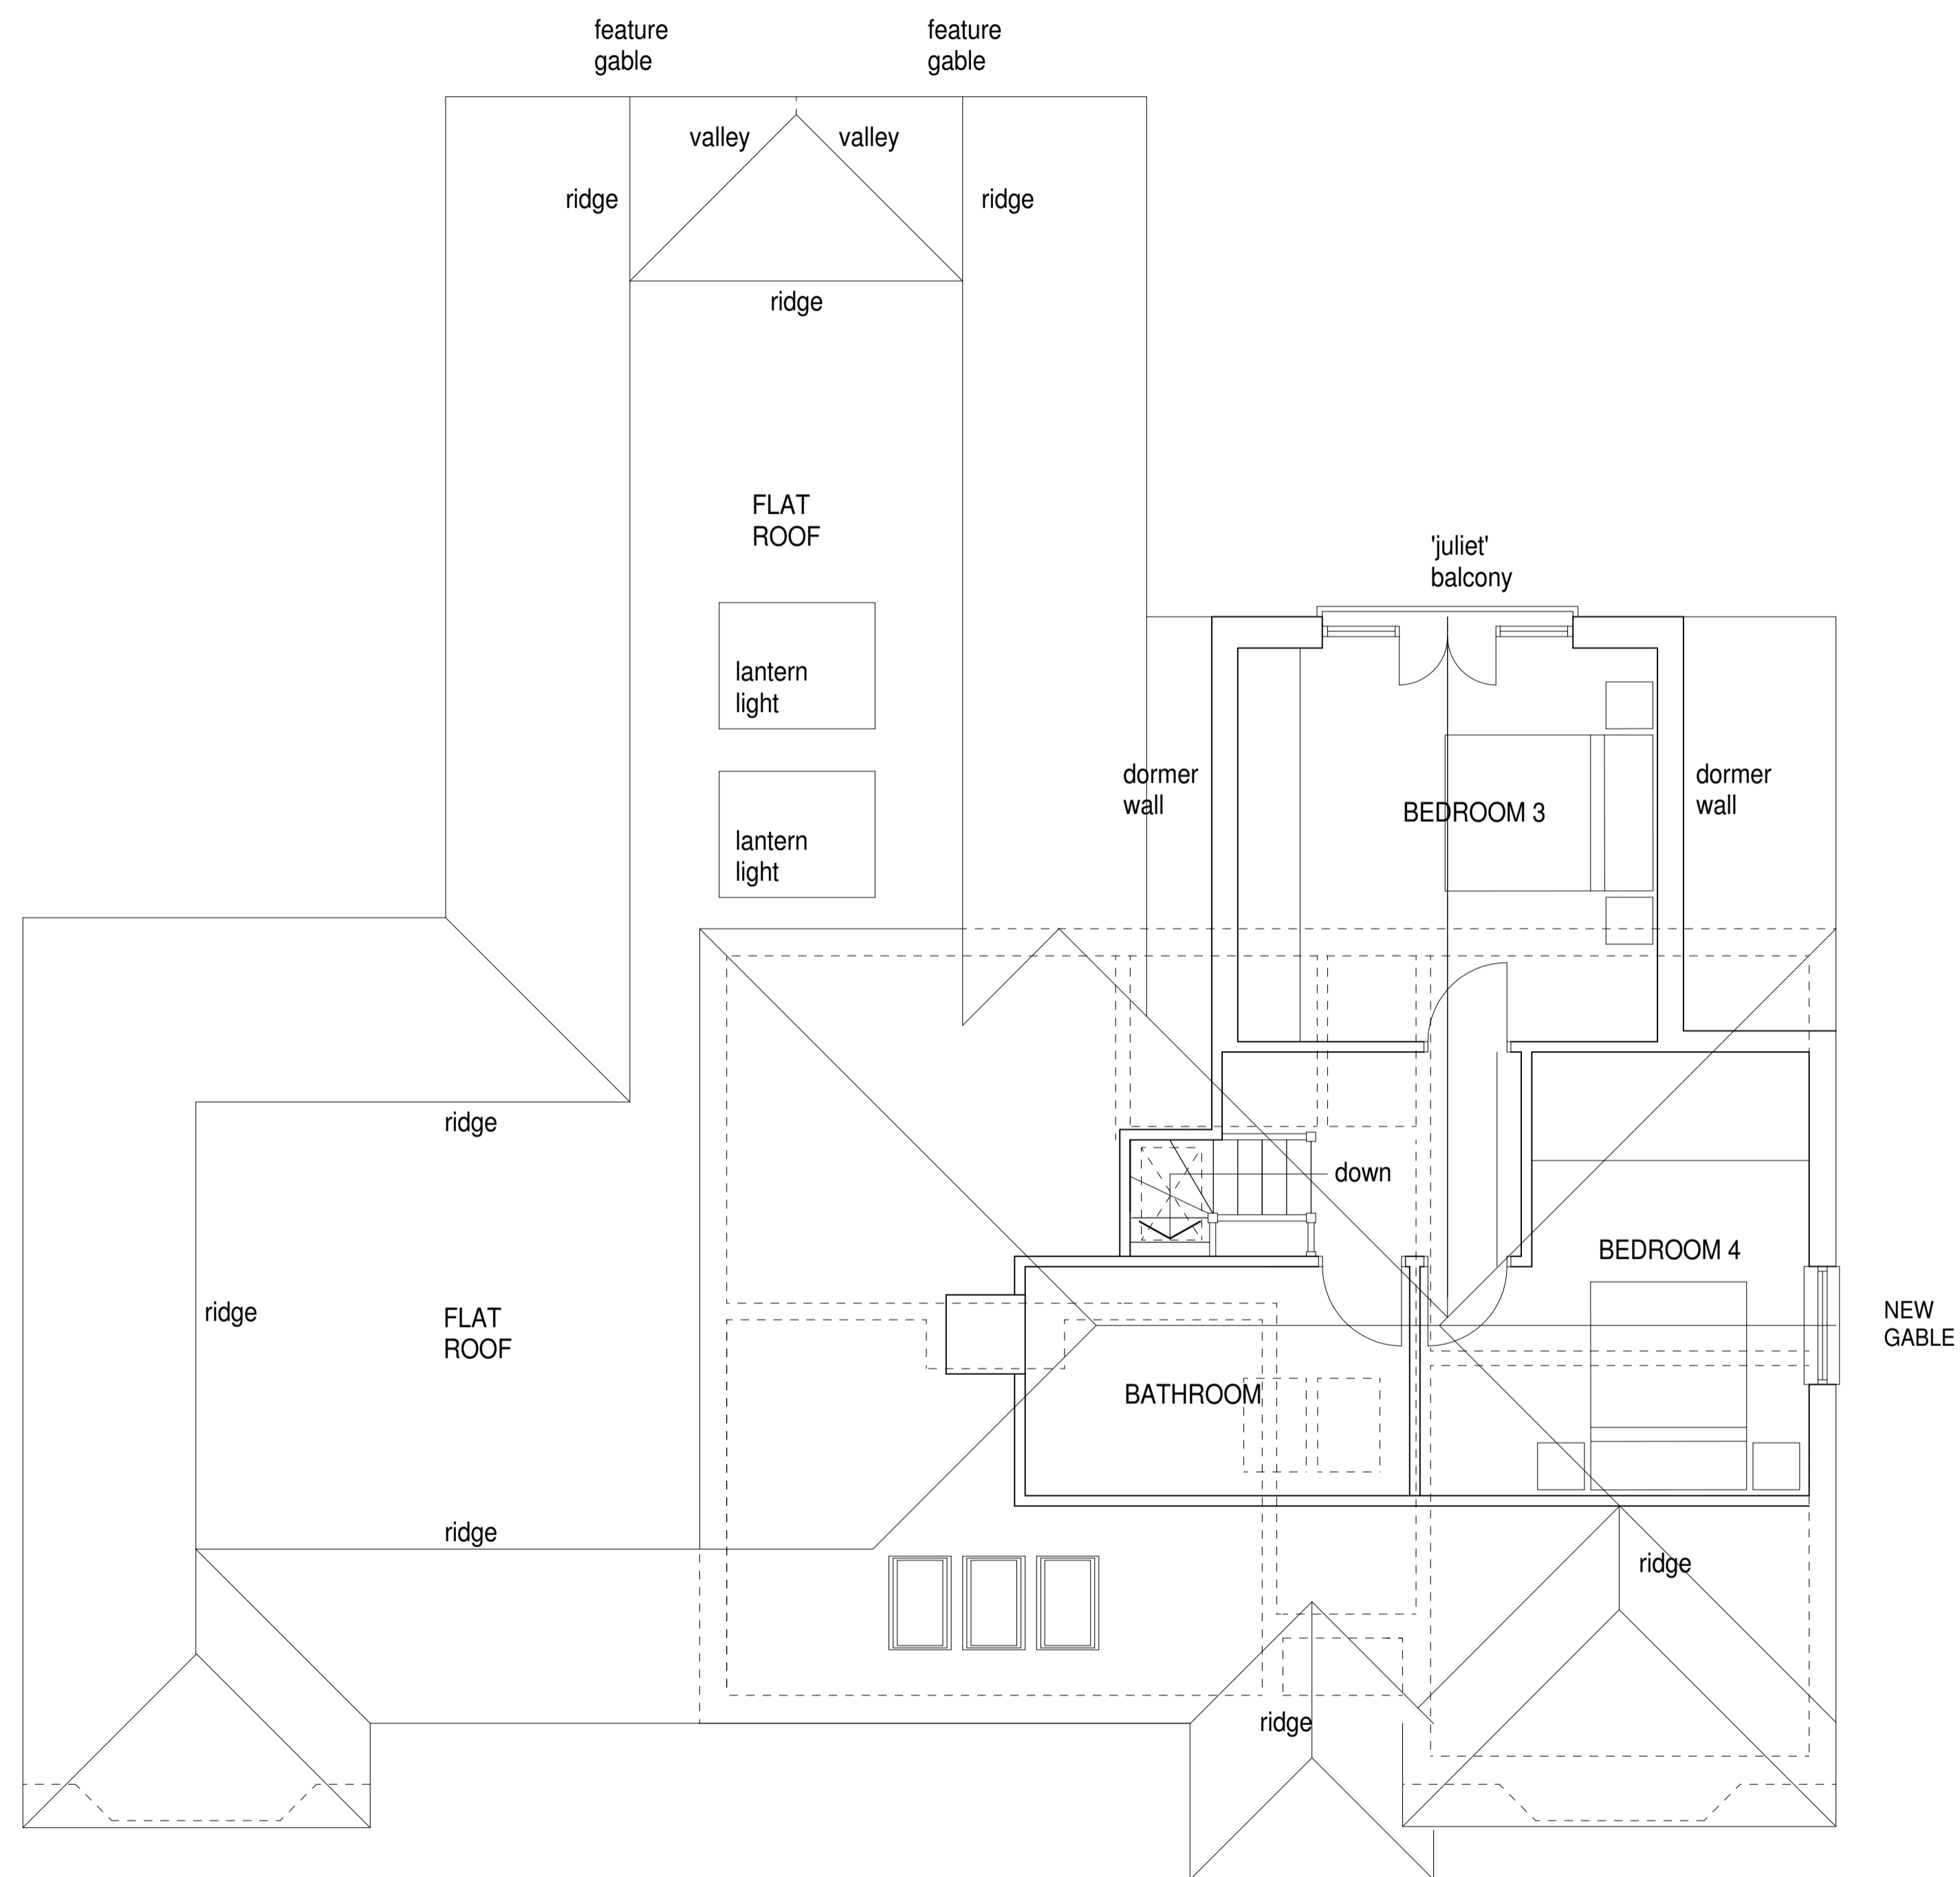 feature
gable
feature
gable
valley
valley
ridge
ridge
ridge
FLAT
ROOF
'juliet'
balcony
lantern
light
dormer
wall
dormer
wall
BEDROOM 3
lantern
light
ridge
down
BEDROOM 4
ridge
FLAT
ROOF
NEW
GABLE
BATHROOM
ridge
ridge
ridge